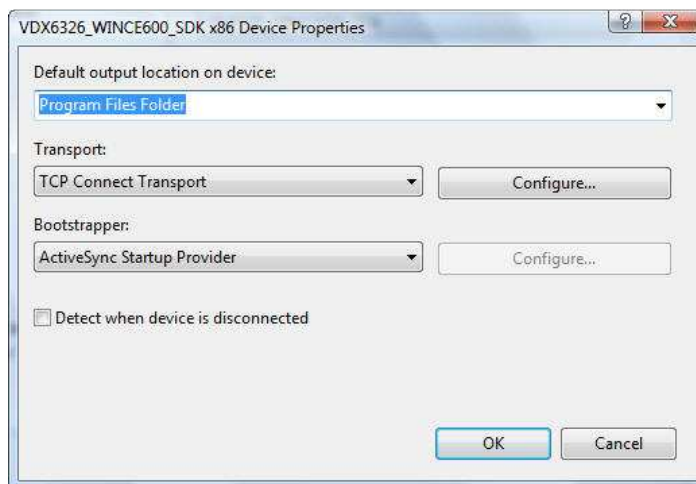 VDX6326_WINCE600_SDK x86 Device Properties
Default output location on device:
Program Files Folder
Transport:
TCP Connect Transport
Configure...
Bootstrapper:
ActiveSync Startup Provider
Configure...
Detect when device is disconnected
OK
Cancel